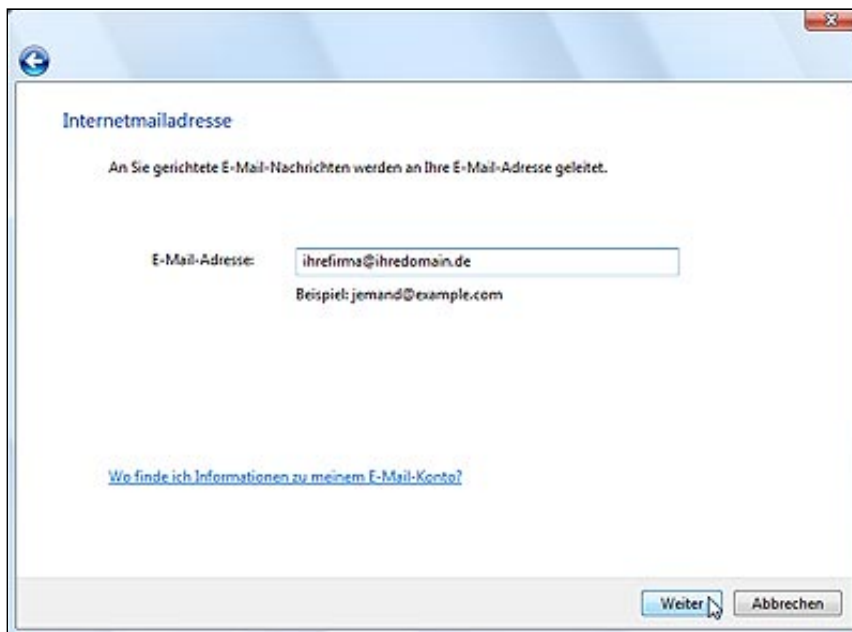 Internetmailadresse
An Sie gerichtete E-Mail-Nachrichten werden an Ihre E-Mail-Adresse geleitet.
E-Mail-Adresse: ihrefirma@ihredomain.de
Beispiel: jemand@example.com
Wo finde ich Informationen zu meinem E-Mail-Konto?
Weiter Abbrechen